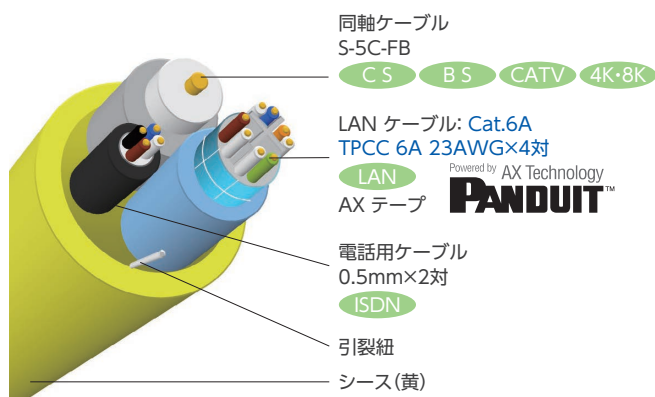 同軸ケーブル
S-5C-FB
CS BS CATV 4K・8K
LAN ケーブル: Cat.6A
TPCC 6A 23AWG×4対
LAN
Powered by AX Technology
AX テープ PANDUIT™
電話用ケーブル
0.5mm×2対
ISDN
引裂紐
シース(黄)